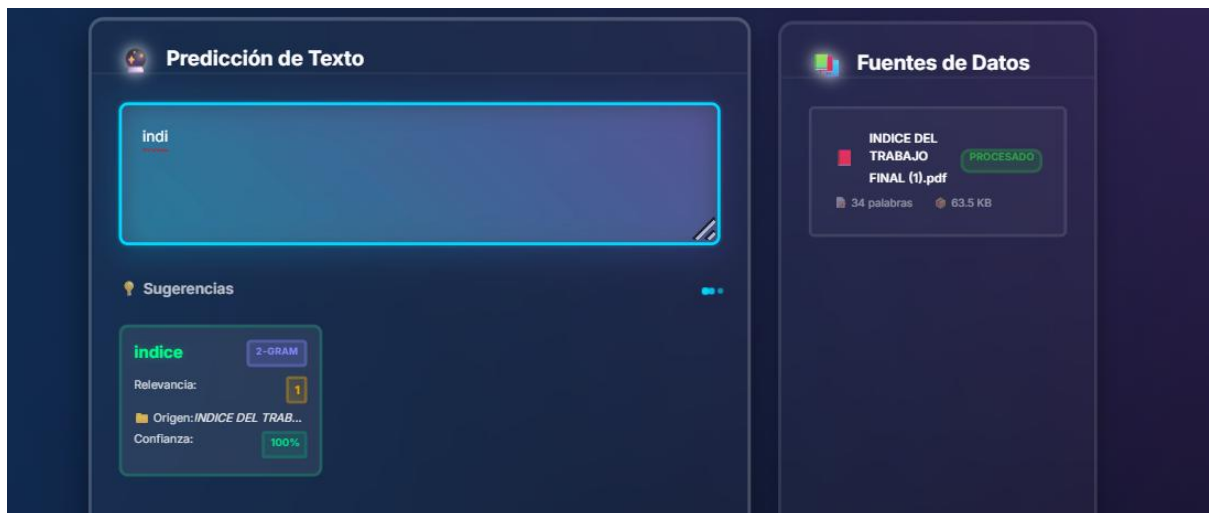 Predicción de Texto
indi
Sugerencias
indice
2-GRAM
Relevancia:
1
Origen:INDICE DEL TRAB...
Confianza:
100%
Fuentes de Datos
INDICE DEL
TRABAJO
FINAL (1).pdf
PROCESADO
34 palabras
63.5 KB